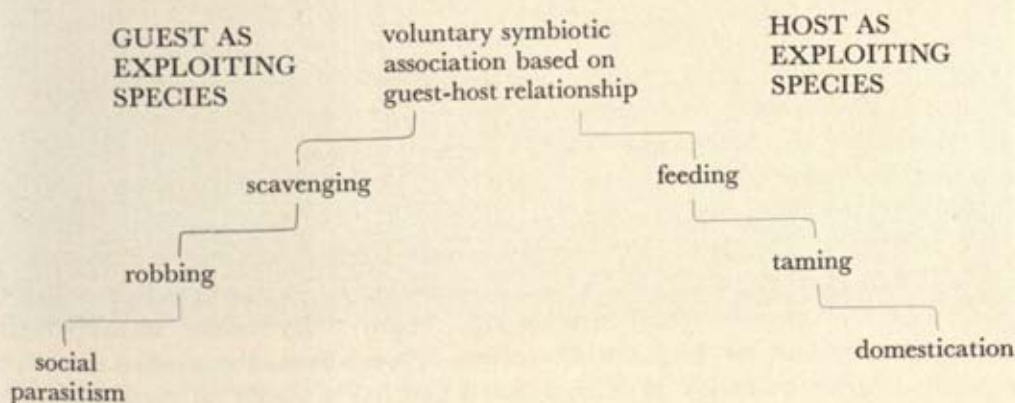 GUEST AS
EXPLOITING
SPECIES
voluntary symbiotic
association based on
guest-host relationship
HOST AS
EXPLOITING
SPECIES
scavenging
feeding
robbing
taming
social
parasitism
domestication